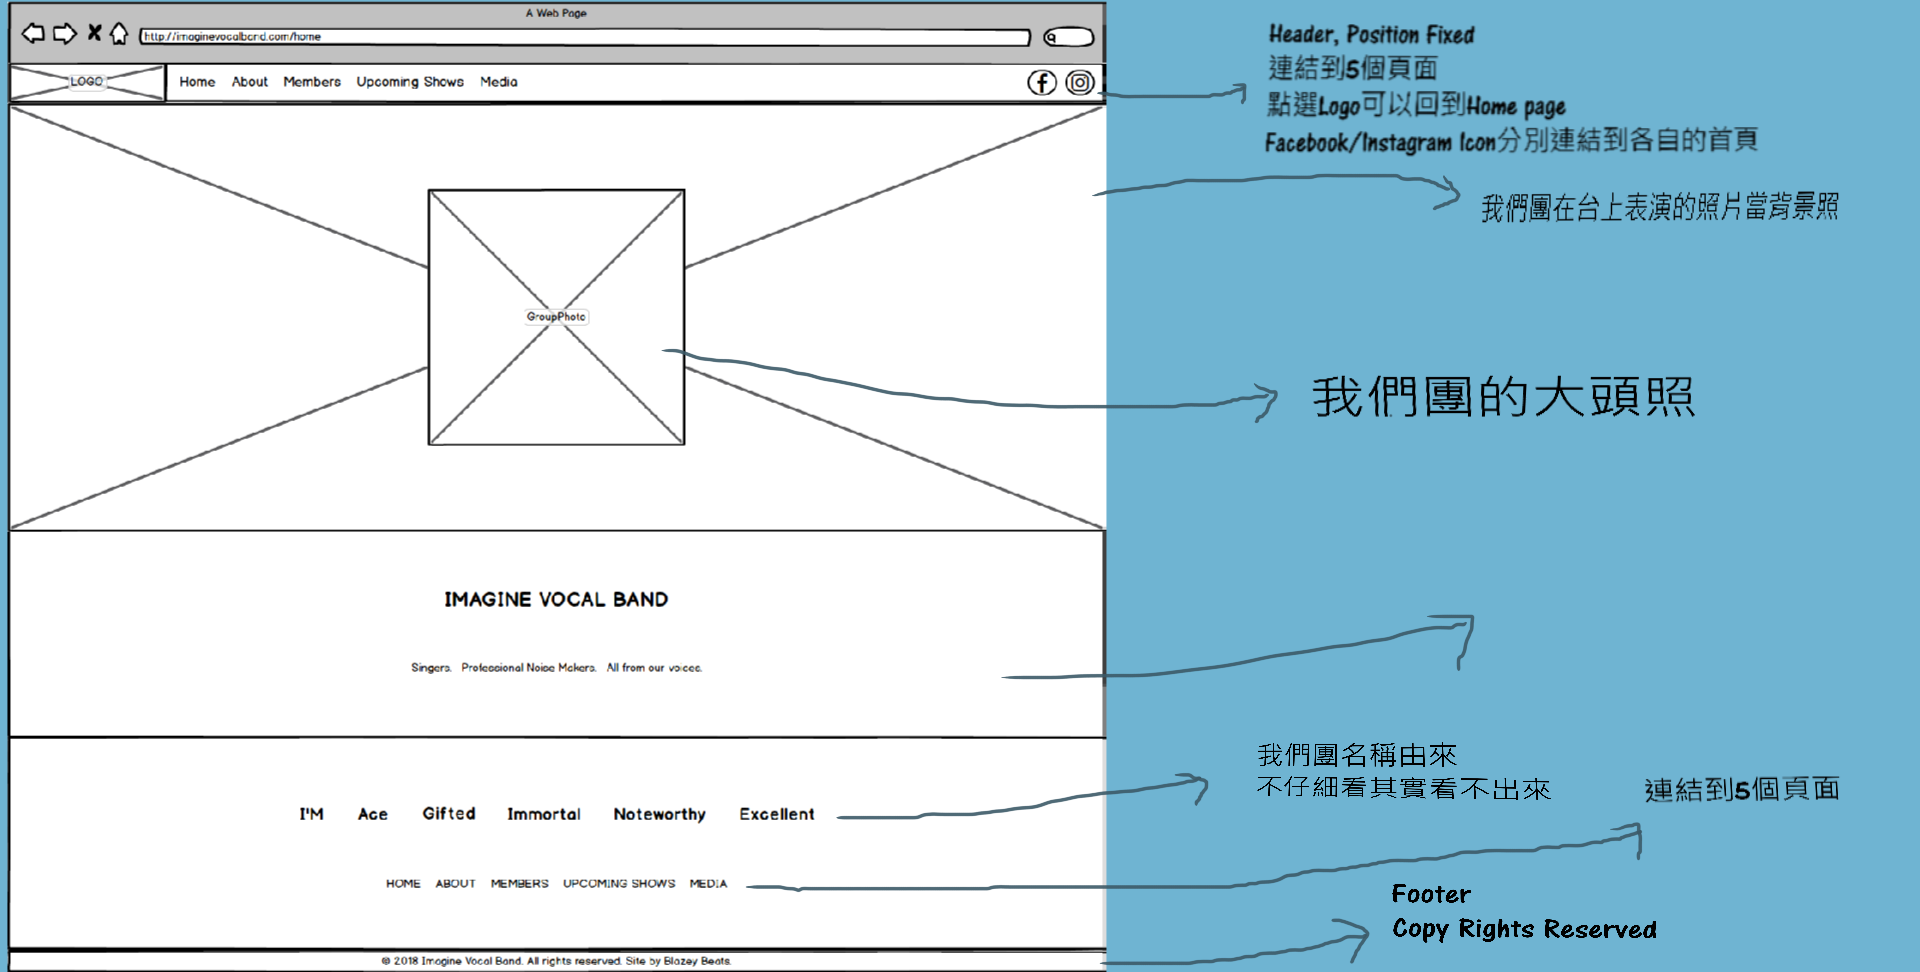 A Web Page
http://imaginevocalband.com/home
LOGO Home About Members Upcoming Shows Media
Header, Position Fixed
連結到5個頁面
點選Logo可以回到Home page
Facebook/Instagram Icon分別連結到各自的首頁
我們團在台上表演的照片當背景照
GroupPhoto
我們團的大頭照
IMAGINE VOCAL BAND
Singers. Professional Noise Makers. All from our voices.
我們團名稱由來
不仔細看其實看不出來
I'M Ace Gifted Immortal Noteworthy Excellent
連結到5個頁面
HOME ABOUT MEMBERS UPCOMING SHOWS MEDIA
Footer
Copy Rights Reserved
© 2018 Imagine Vocal Band. All rights reserved. Site by Blazey Beats.